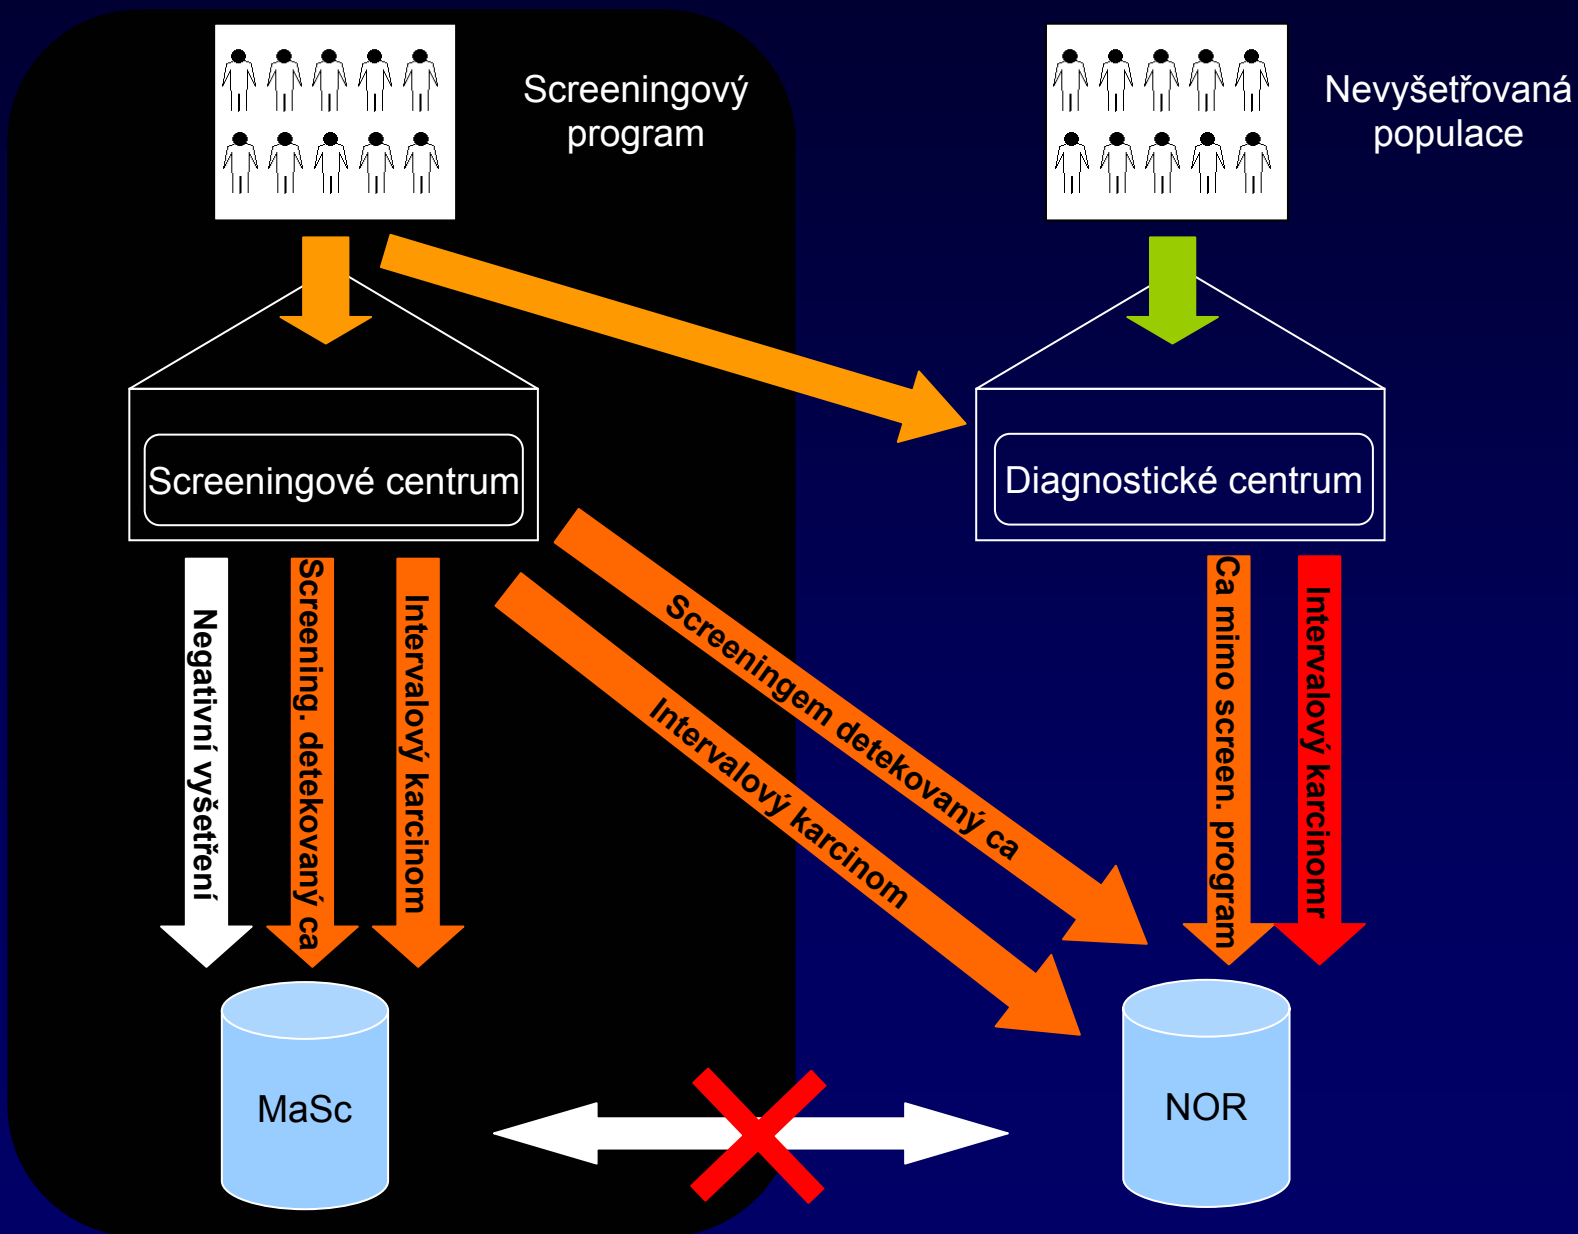 Screeningový
program
Nevyšetřovaná
populace
Screeningové centrum
Diagnostické centrum
Negativní vyšetření
Screening. detekovaný ca
Intervalový karcinom
Screeningem detekovaný ca
Intervalový karcinom
Ca mimo screen. program
Intervalový karcinomr
MaSc
NOR